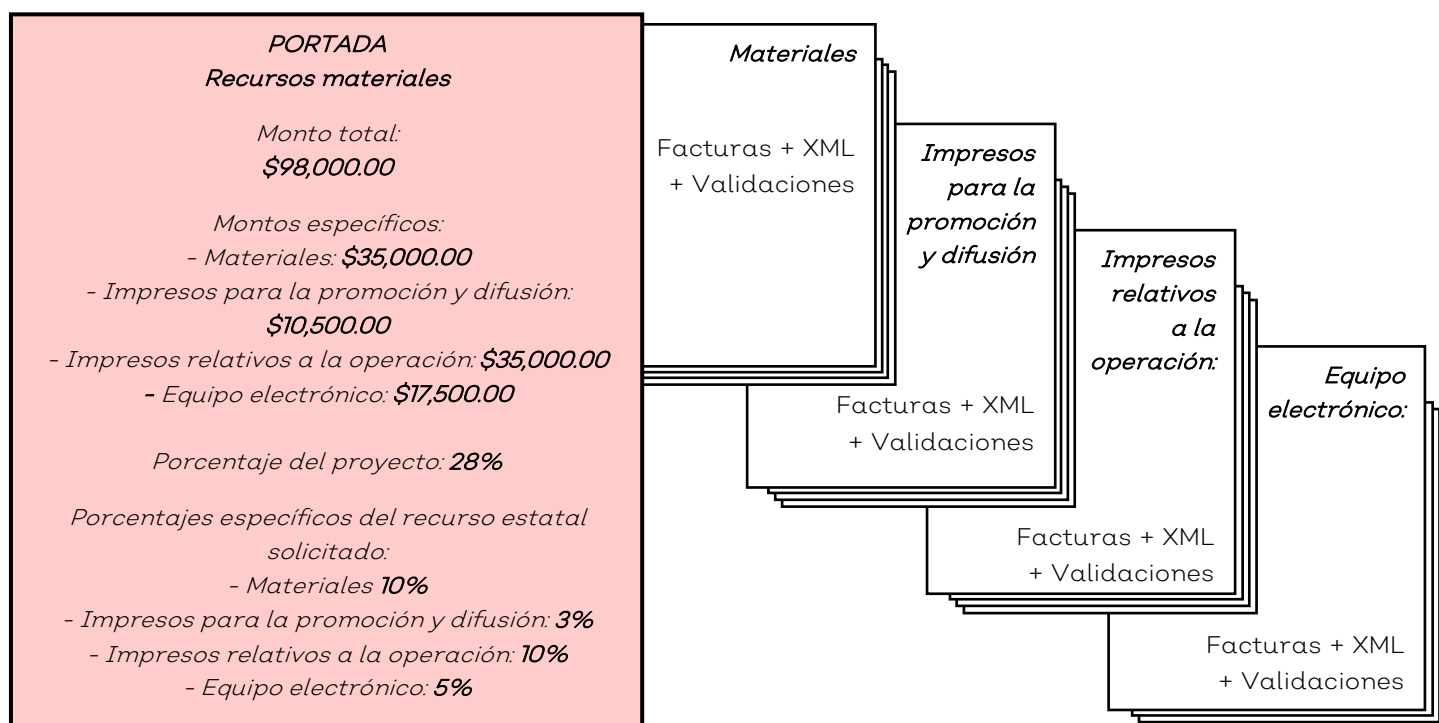 PORTADA
Recursos materiales
Monto total:
$98,000.00
Montos específicos:
- Materiales: $35,000.00
- Impresos para la promoción y difusión:
$10,500.00
- Impresos relativos a la operación: $35,000.00
- Equipo electrónico: $17,500.00
Porcentaje del proyecto: 28%
Porcentajes específicos del recurso estatal
solicitado:
- Materiales 10%
- Impresos para la promoción y difusión: 3%
- Impresos relativos a la operación: 10%
- Equipo electrónico: 5%
Materiales
Facturas + XML
+ Validaciones
Impresos
para la
promoción
y difusión
Facturas + XML
+ Validaciones
Impresos
relativos
a la
operación:
Facturas + XML
+ Validaciones
Equipo
electrónico:
Facturas + XML
+ Validaciones